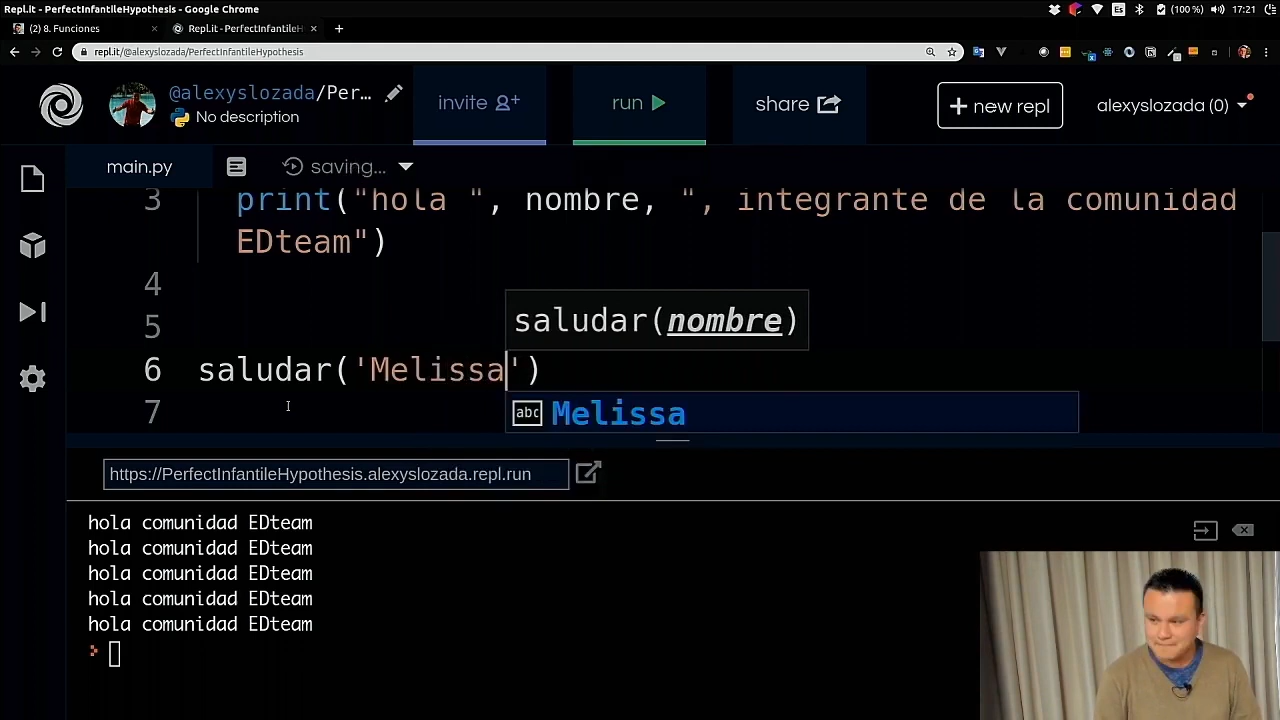 Repl.it - PerfectInfantileHypothesis - Google Chrome
Es
(100 %)
17:21
(2) 8. Funciones
Repl.it - PerfectInfantileH
repl.it/@alexyslozada/PerfectInfantileHypothesis
@alexyslozada/Per...
No description
invite
run
share
+ new repl
alexyslozada (0)
main.py
saving...
3 print("hola ", nombre, ", integrante de la comunidad
EDteam")
4
5
saludar(nombre)
6 saludar('Melissa')
abc Melissa
7
https://PerfectInfantileHypothesis.alexyslozada.repl.run
hola comunidad EDteam
hola comunidad EDteam
hola comunidad EDteam
hola comunidad EDteam
hola comunidad EDteam